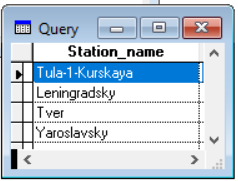 Query
Station_name
Tula-1-Kurskaya
Leningradsky
Tver
Yaroslavsky